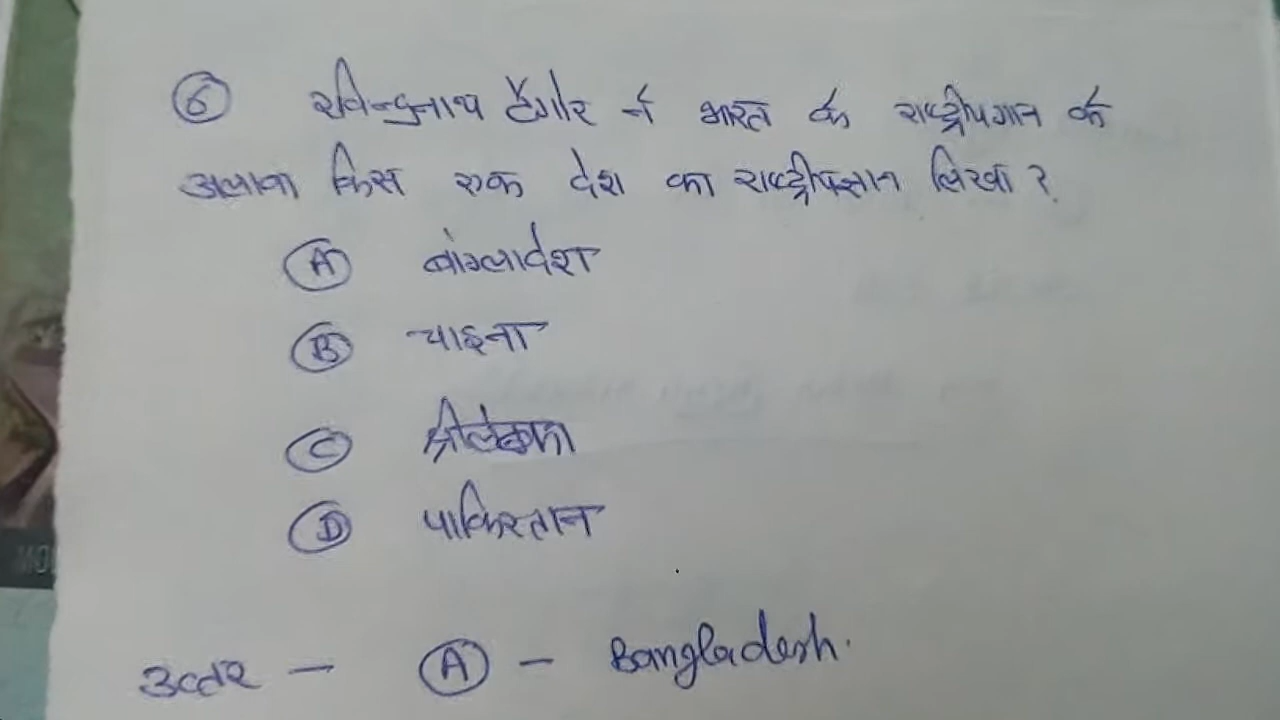 6 रविन्द्रनाथ टैगोर ने भारत के राष्ट्रीयगान के
अलावा किस एक देश का राष्ट्रीयगान लिखा ?
A बांग्लादेश
B चाइना
C श्रीलंका
D पाकिस्तान
उत्तर - A - Bangladesh.